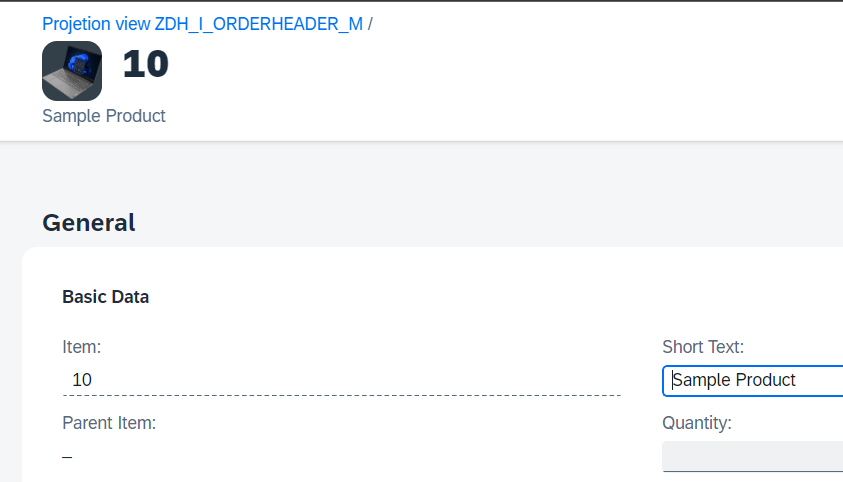 Projetion view ZDH_I_ORDERHEADER_M /
10
Sample Product
General
Basic Data
Item:
10
Parent Item:
–
Short Text:
Sample Product
Quantity: